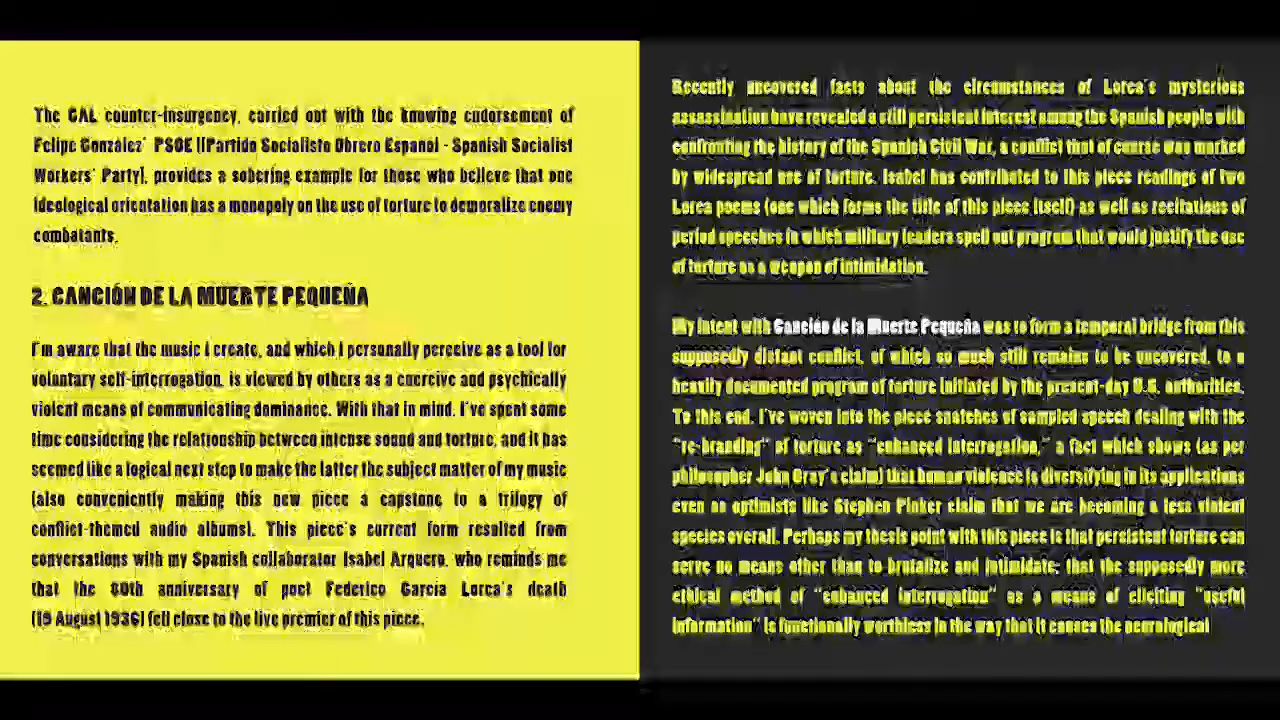 The GAL counter-insurgency, carried out with the knowing endorsement of
Felipe González' PSOE [(Partido Socialista Obrero Espanol - Spanish Socialist
Workers' Party], provides a sobering example for those who believe that one
ideological orientation has a monopoly on the use of torture to demoralize enemy
combatants.
2. CANCIÓN DE LA MUERTE PEQUEÑA
I'm aware that the music I create, and which I personally perceive as a tool for
voluntary self-interrogation, is viewed by others as a coercive and psychically
violent means of communicating dominance. With that in mind, I've spent some
time considering the relationship between intense sound and torture, and it has
seemed like a logical next step to make the latter the subject matter of my music
(also conveniently making this new piece a capstone to a trilogy of
conflict-themed audio albums). This piece's current form resulted from
conversations with my Spanish collaborator Isabel Arquero, who reminds me
that the 80th anniversary of poet Federico Garcia Lorca's death
(19 August 1936) fell close to the live premier of this piece.
Recently uncovered facts about the circumstances of Lorca's mysterious
assassination have revealed a still persistent interest among the Spanish people with
confronting the history of the Spanish Civil War, a conflict that of course was marked
by widespread use of torture. Isabel has contributed to this piece readings of two
Lorca poems (one which forms the title of this piece itself) as well as recitations of
period speeches in which military leaders spell out program that would justify the use
of torture as a weapon of intimidation.
My intent with Canción de la Muerte Pequeña was to form a temporal bridge from this
supposedly distant conflict, of which so much still remains to be uncovered, to a
heavily documented program of torture initiated by the present-day U.S. authorities.
To this end, I've woven into the piece snatches of sampled speech dealing with the
"re-branding" of torture as "enhanced interrogation," a fact which shows (as per
philosopher John Gray's claim) that human violence is diversifying in its applications
even as optimists like Stephen Pinker claim that we are becoming a less violent
species overall. Perhaps my thesis point with this piece is that persistent torture can
serve no means other than to brutalize and intimidate; that the supposedly more
ethical method of "enhanced interrogation" as a means of eliciting "useful
information" is functionally worthless in the way that it causes the neurological